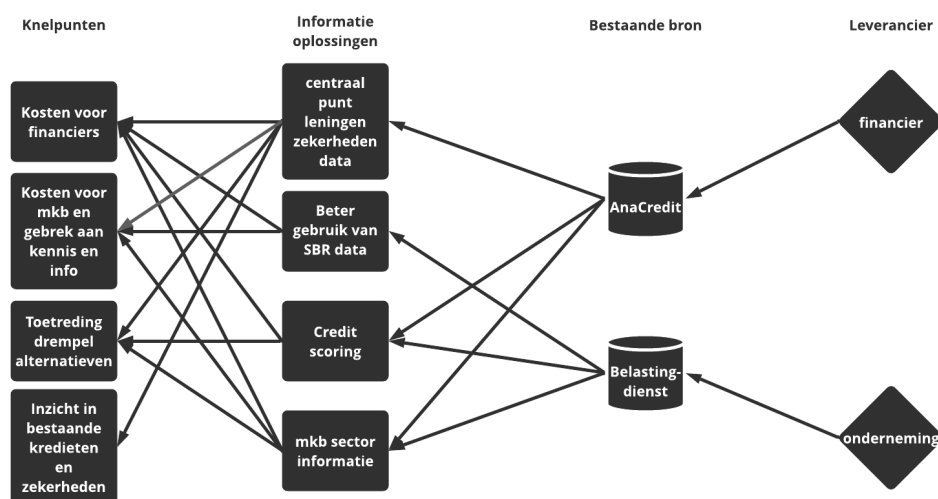 Knelpunten
Informatie
oplossingen
Bestaande bron
Leverancier
Kosten voor
financiers
Kosten voor
mkb en
gebrek aan
kennis en
info
Toetreding
drempel
alternatieven
Inzicht in
bestaande
kredieten
en
zekerheden
centraal
punt
leningen
zekerheden
data
Beter
gebruik van
SBR data
Credit
scoring
mkb sector
informatie
AnaCredit
Belasting-
dienst
financier
onderneming